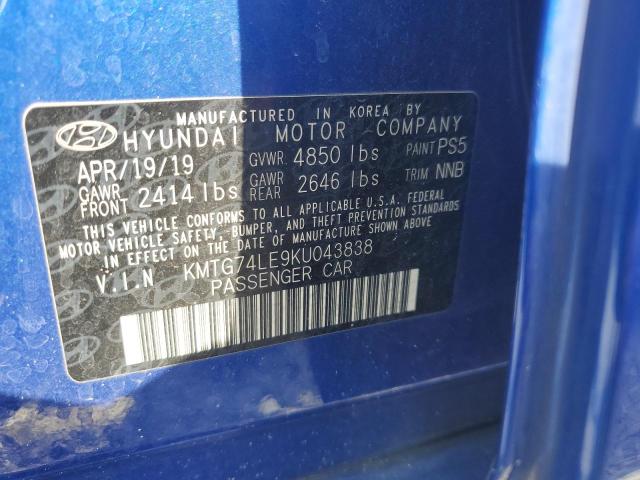 MANUFACTURED IN KOREA BY
HYUNDAI MOTOR COMPANY
APR/19/19 GVWR 4850 lbs PAINT PS5
GAWR FRONT 2414 lbs GAWR REAR 2646 lbs TRIM NNB
THIS VEHICLE CONFORMS TO ALL APPLICABLE U.S.A. FEDERAL
MOTOR VEHICLE SAFETY, BUMPER, AND THEFT PREVENTION STANDARDS
IN EFFECT ON THE DATE OF MANUFACTURE SHOWN ABOVE.
V.I.N KMTG74LE9KU043838
PASSENGER CAR